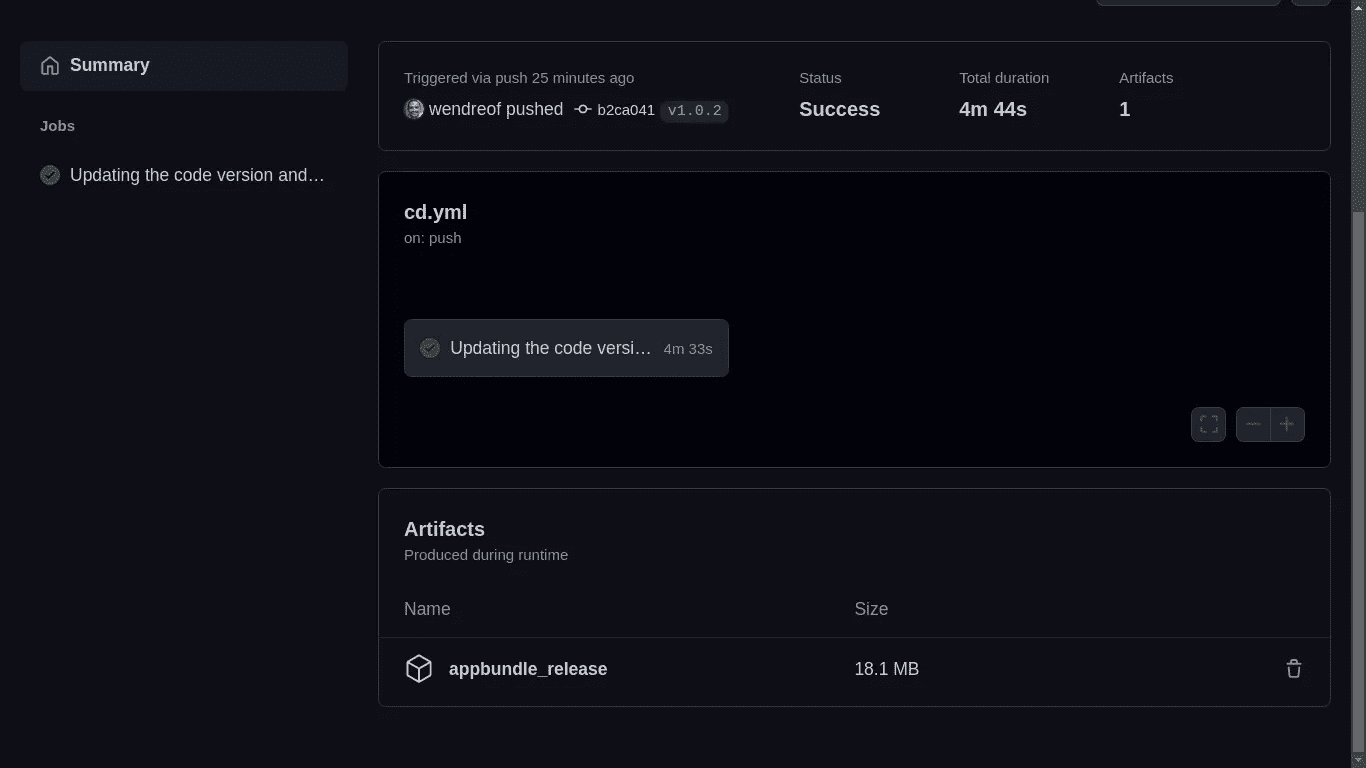 Summary
Jobs
Updating the code version and…
Triggered via push 25 minutes ago
wendreof pushed b2ca041 v1.0.2
Status
Success
Total duration
4m 44s
Artifacts
1
cd.yml
on: push
Updating the code versi… 4m 33s
Artifacts
Produced during runtime
Name Size
appbundle_release 18.1 MB